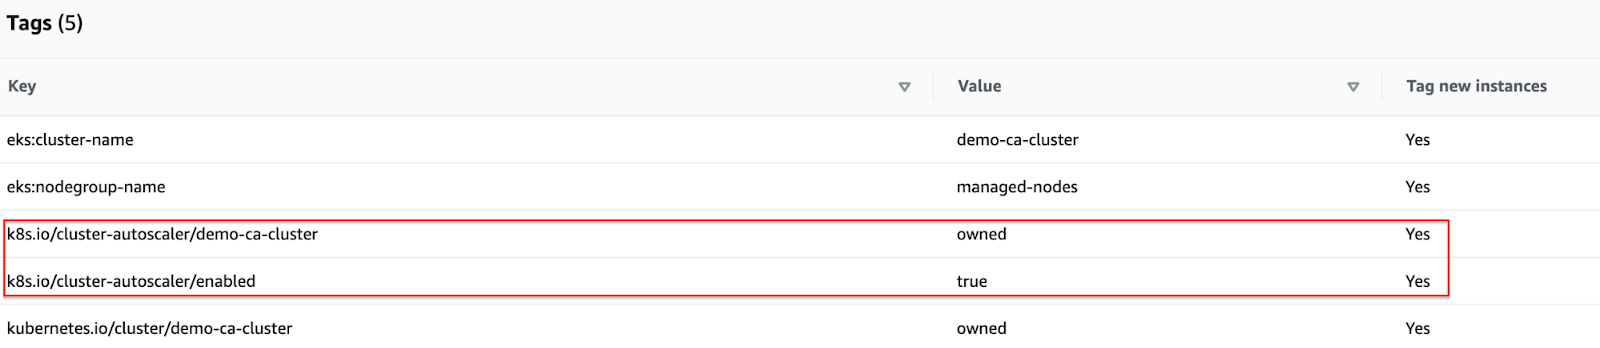 Tags (5)
Key Value Tag new instances
eks:cluster-name demo-ca-cluster Yes
eks:nodegroup-name managed-nodes Yes
k8s.io/cluster-autoscaler/demo-ca-cluster owned Yes
k8s.io/cluster-autoscaler/enabled true Yes
kubernetes.io/cluster/demo-ca-cluster owned Yes